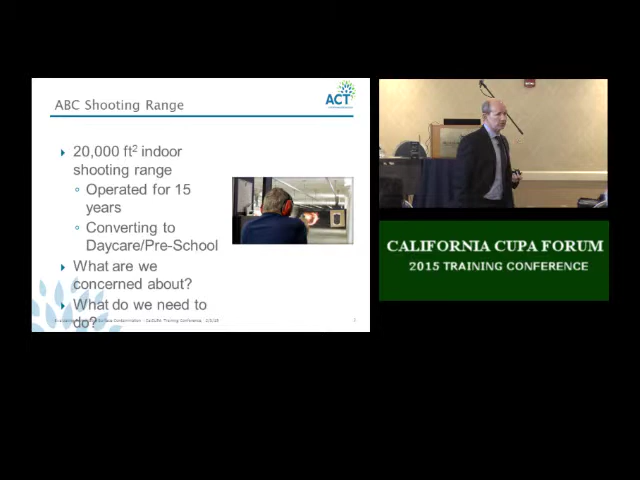 ABC Shooting Range
ACT
20,000 ft² indoor
shooting range
Operated for 15
years
Converting to
Daycare/Pre-School
What are we
concerned about?
What do we need to
do?
CALIFORNIA CUPA FORUM
2015 TRAINING CONFERENCE